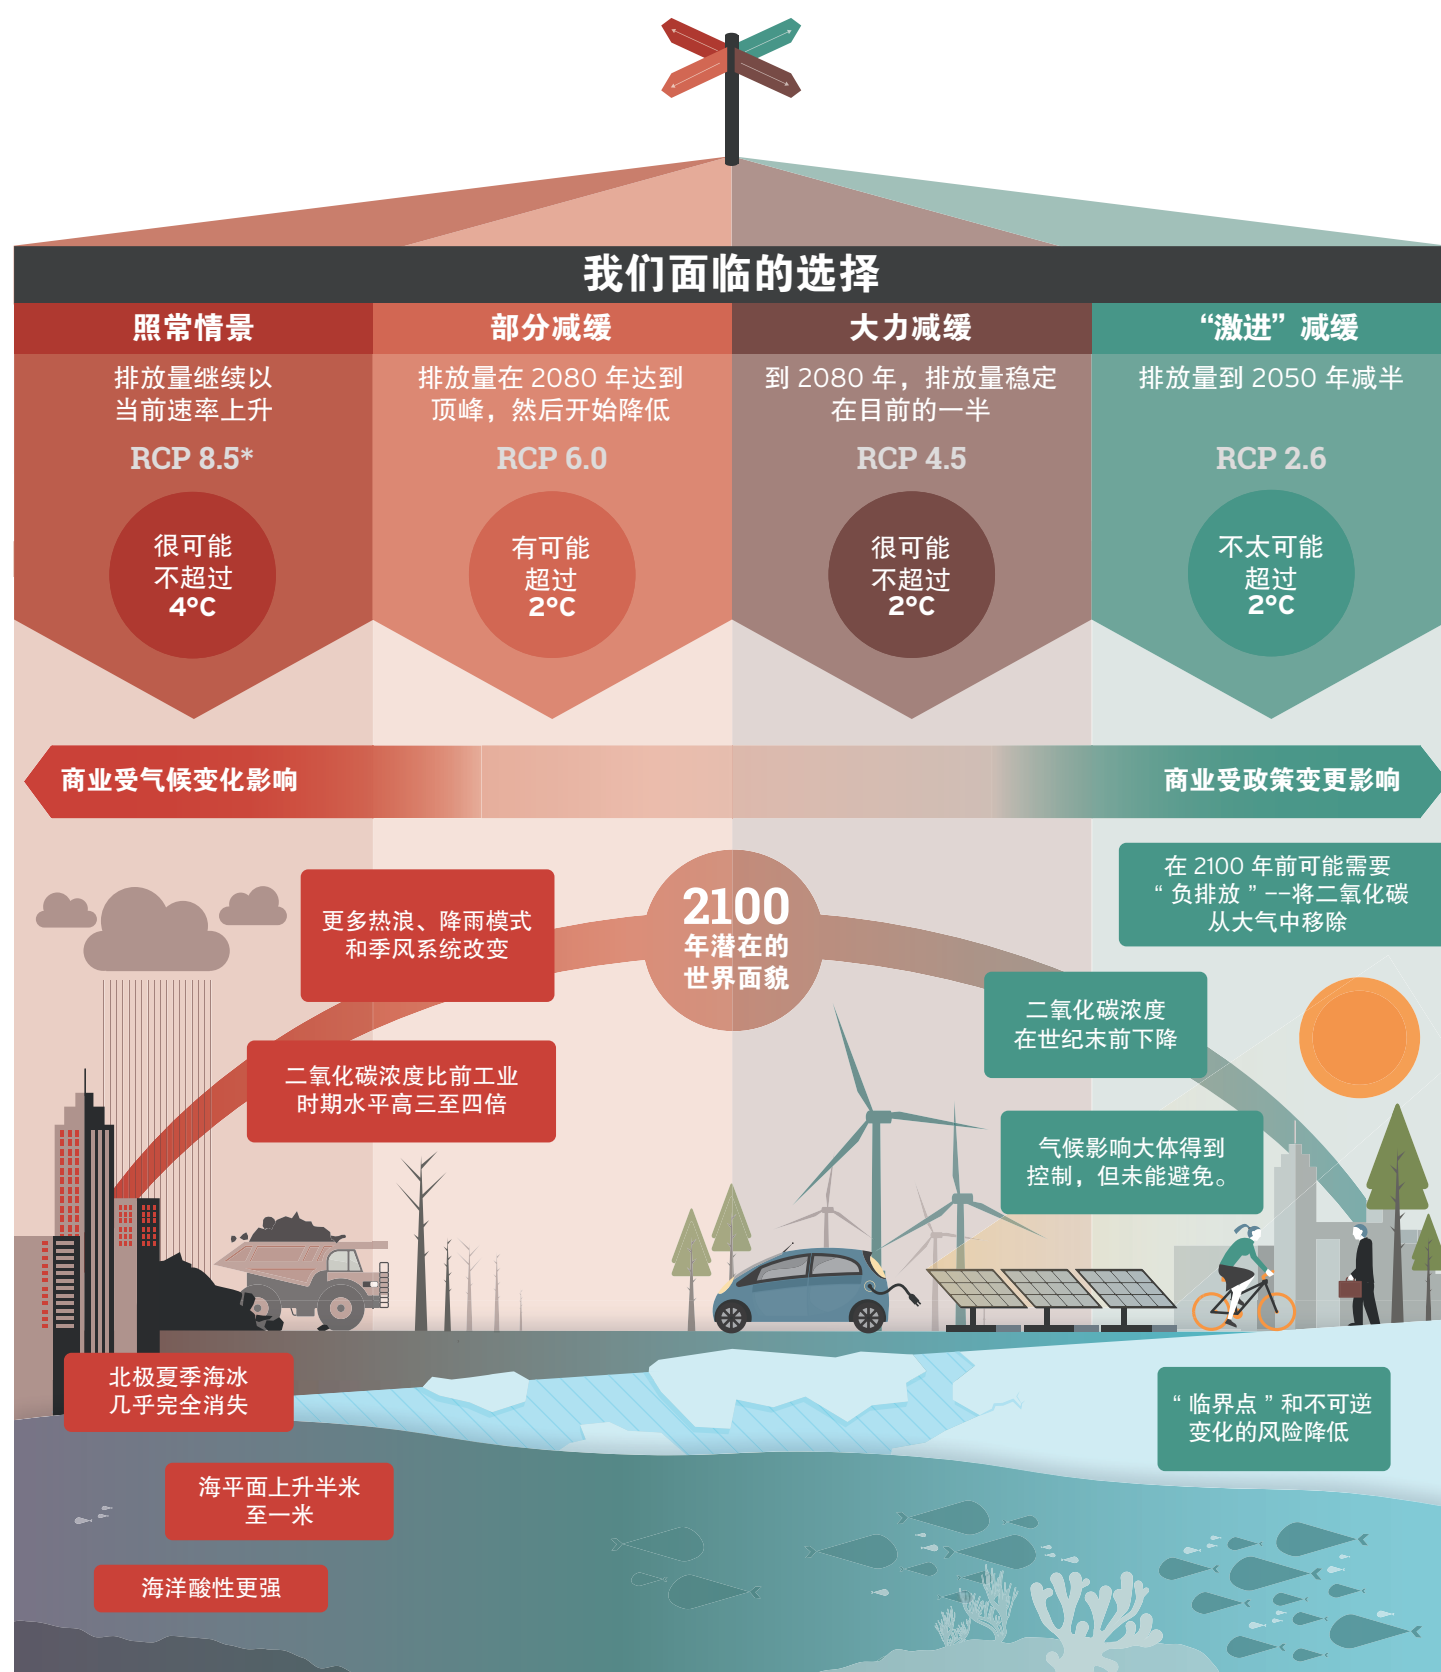 我们面临的选择
照常情景
排放量继续以
当前速率上升
RCP 8.5*
很可能
不超过
4°C
部分减缓
排放量在 2080 年达到
顶峰，然后开始降低
RCP 6.0
有可能
超过
2°C
大力减缓
到 2080 年，排放量稳定
在目前的一半
RCP 4.5
很可能
不超过
2°C
“激进”减缓
排放量到 2050 年减半
RCP 2.6
不太可能
超过
2°C
商业受气候变化影响
商业受政策变更影响
2100
年潜在的
世界面貌
更多热浪、降雨模式
和季风系统改变
二氧化碳浓度比前工业
时期水平高三至四倍
在 2100 年前可能需要
“ 负排放 ” --将二氧化碳
从大气中移除
二氧化碳浓度
在世纪末前下降
气候影响大体得到
控制，但未能避免。
北极夏季海冰
几乎完全消失
海平面上升半米
至一米
海洋酸性更强
“ 临界点 ” 和不可逆
变化的风险降低